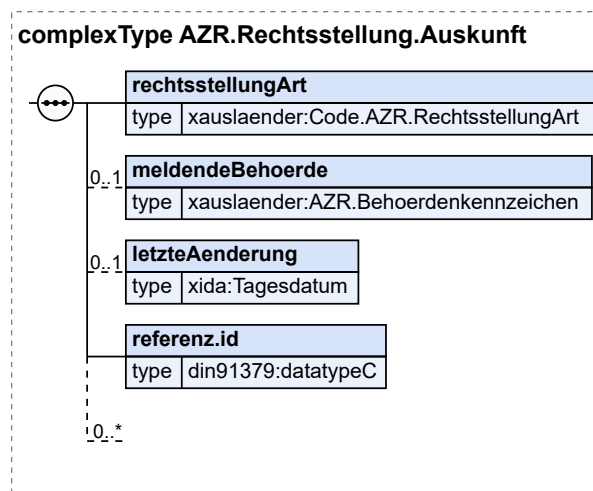 complexType AZR.Rechtsstellung.Auskunft
rechtsstellungArt
type xauslaender:Code.AZR.RechtsstellungArt
0..1 meldendeBehoerde
type xauslaender:AZR.Behoerdenkennzeichen
0..1 letzteAenderung
type xida:Tagesdatum
referenz.id
type din91379:datatypeC
0..*